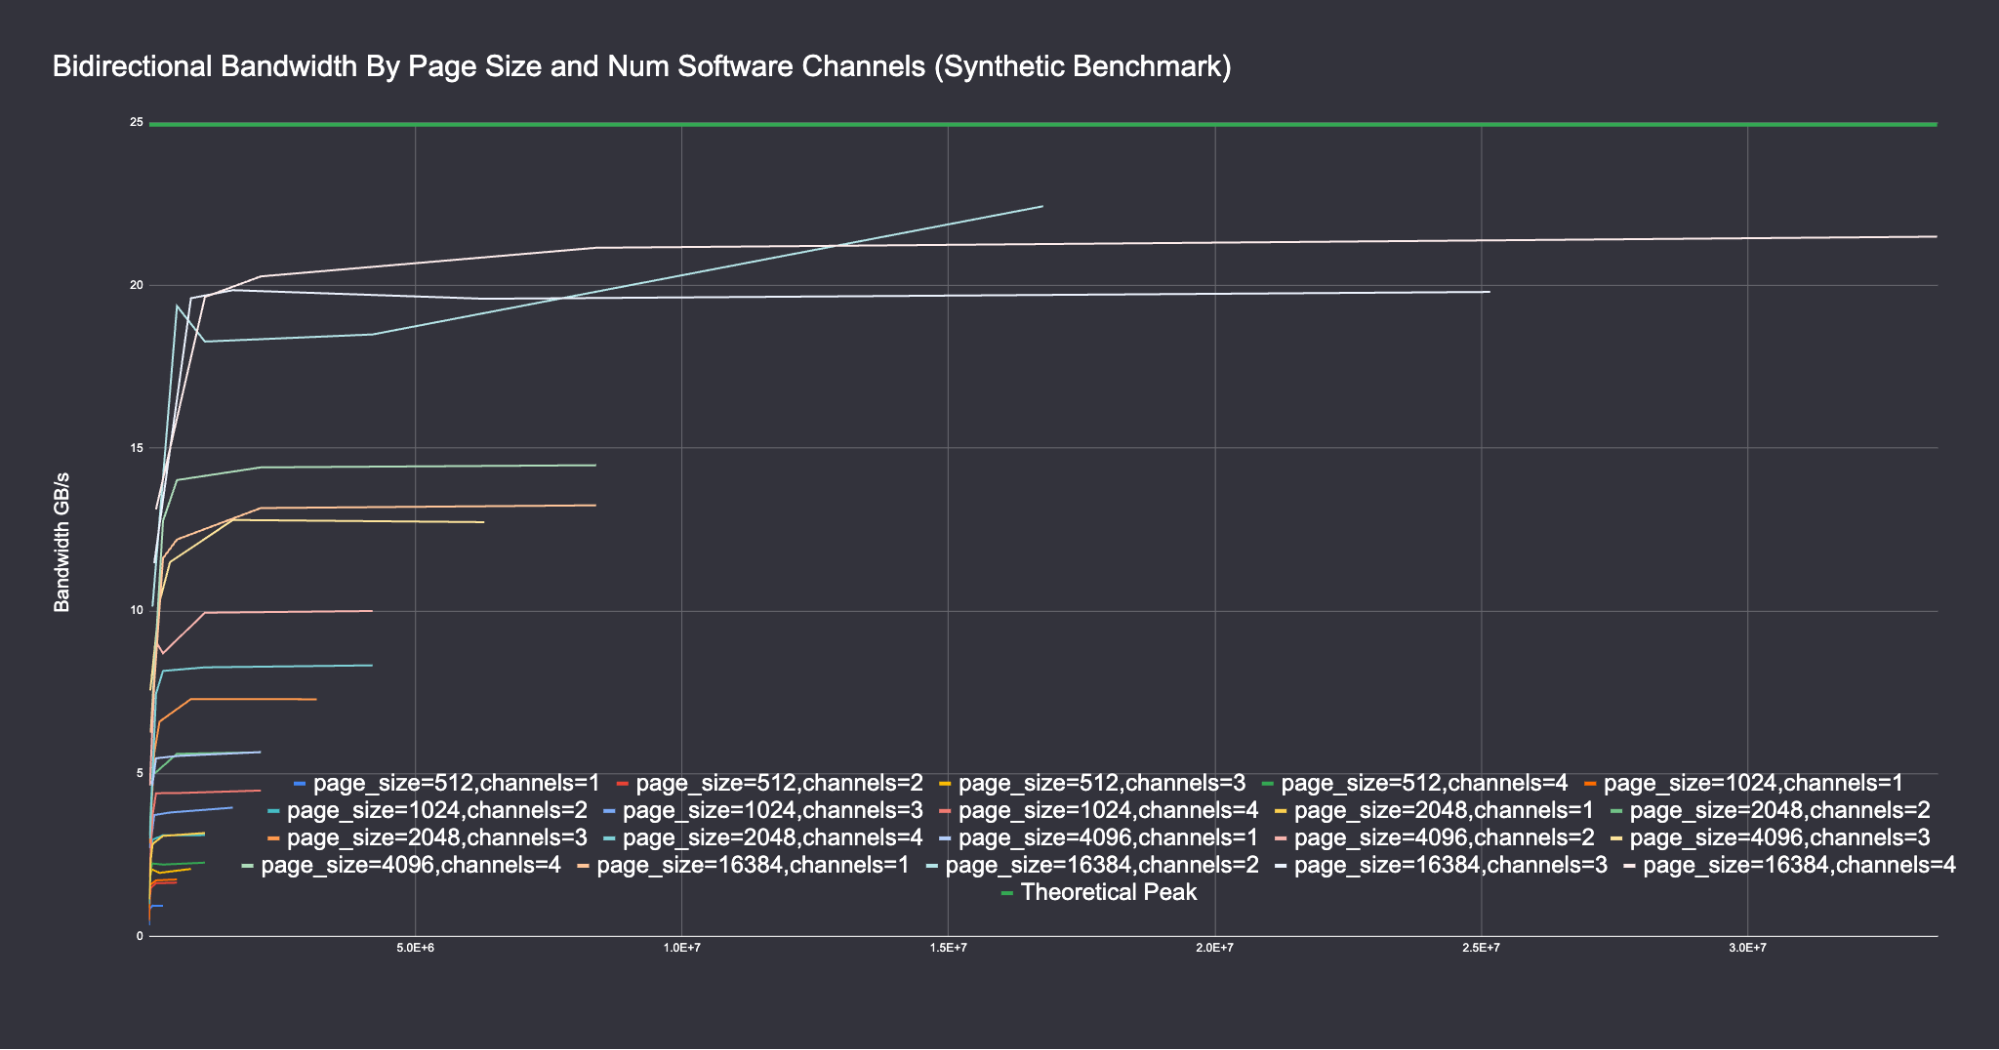 Bidirectional Bandwidth By Page Size and Num Software Channels (Synthetic Benchmark)
25
20
15
10
5
0
Bandwidth GB/s
page_size=512,channels=1 page_size=512,channels=2 page_size=512,channels=3 page_size=512,channels=4 page_size=1024,channels=1
page_size=1024,channels=2 page_size=1024,channels=3 page_size=1024,channels=4 page_size=2048,channels=1 page_size=2048,channels=2
page_size=2048,channels=3 page_size=2048,channels=4 page_size=4096,channels=1 page_size=4096,channels=2 page_size=4096,channels=3
page_size=4096,channels=4 page_size=16384,channels=1 page_size=16384,channels=2 page_size=16384,channels=3 page_size=16384,channels=4
Theoretical Peak
5.0E+6 1.0E+7 1.5E+7 2.0E+7 2.5E+7 3.0E+7